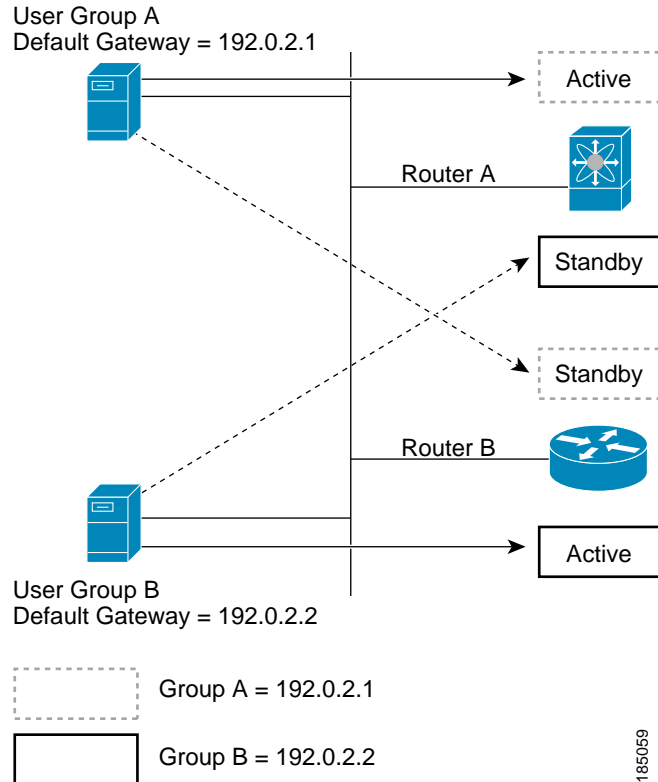 User Group A
Default Gateway = 192.0.2.1
Active
Router A
Standby
Standby
Router B
Active
User Group B
Default Gateway = 192.0.2.2
Group A = 192.0.2.1
Group B = 192.0.2.2
185059